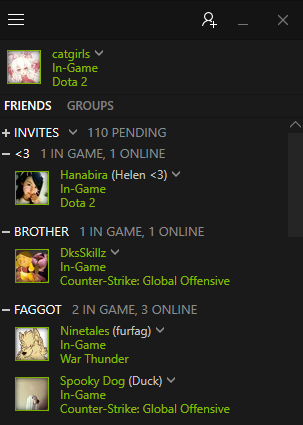 catgirls
In-Game
Dota 2
FRIENDS GROUPS
INVITES 110 PENDING
<3 1 IN GAME, 1 ONLINE
Hanabira (Helen <3)
In-Game
Dota 2
BROTHER 1 IN GAME, 1 ONLINE
DksSkillz
In-Game
Counter-Strike: Global Offensive
FAGGOT 2 IN GAME, 3 ONLINE
Ninetales (furfag)
In-Game
War Thunder
Spooky Dog (Duck)
In-Game
Counter-Strike: Global Offensive